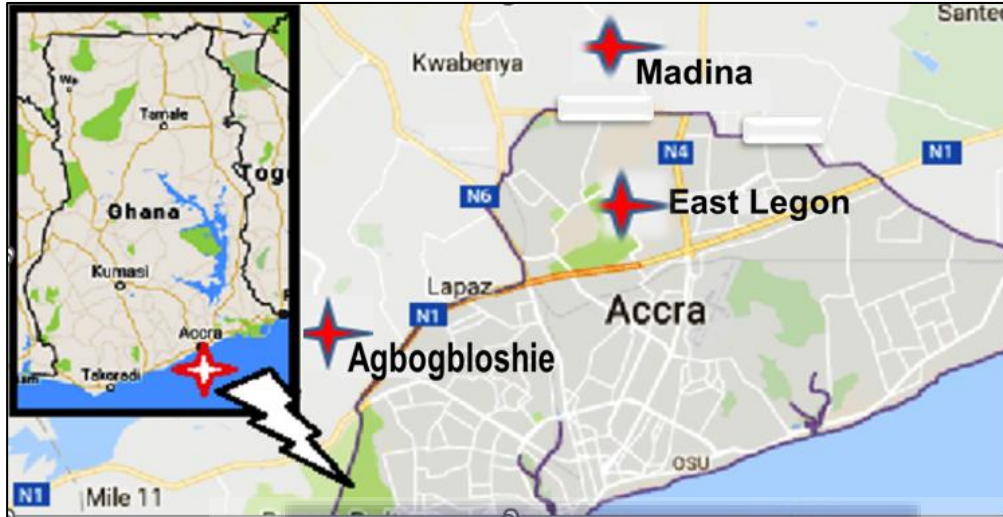 Wa
Tamale
Togo
Ghana
Kumasi
Accra
Takoradi
Santeo
Kwabenya
Madina
N4
N1
N6
East Legon
Lapaz
N1
Accra
Agbogbloshie
OSU
N1
Mile 11